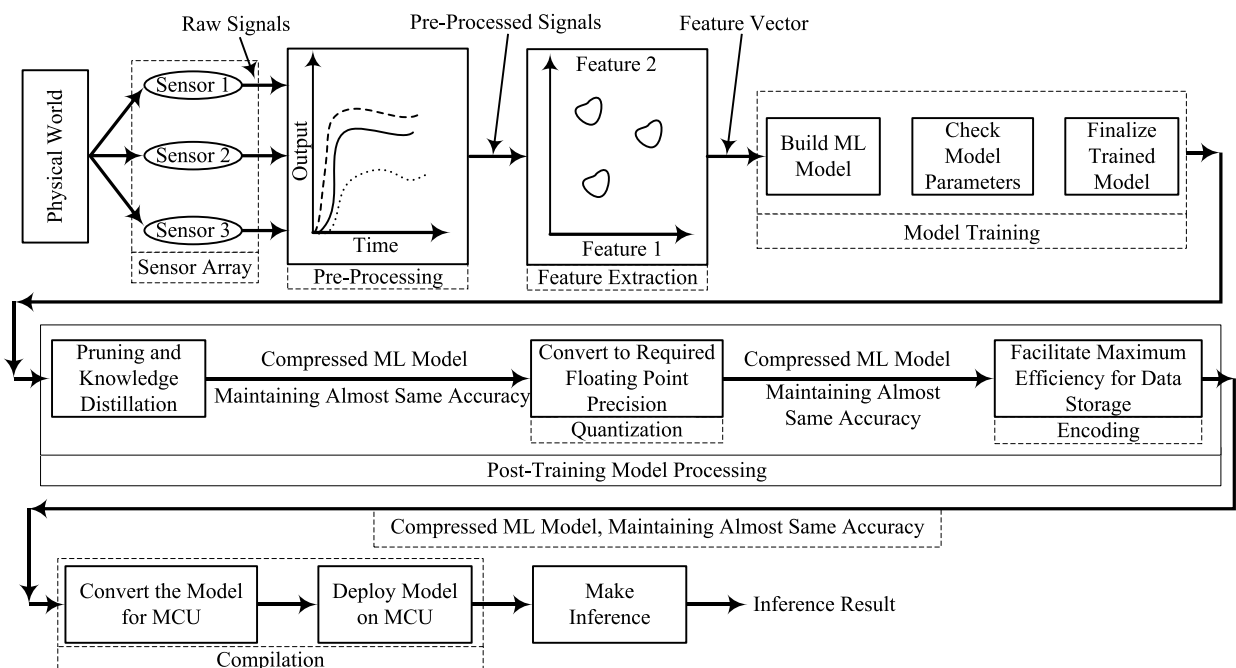 Raw Signals
Pre-Processed Signals
Feature Vector
Physical World
Sensor 1
Sensor 2
Sensor 3
Sensor Array
Output
Time
Pre-Processing
Feature 2
Feature 1
Feature Extraction
Build ML
Model
Check
Model
Parameters
Finalize
Trained
Model
Model Training
Pruning and
Knowledge
Distillation
Compressed ML Model
Maintaining Almost Same Accuracy
Convert to Required
Floating Point
Precision
Quantization
Compressed ML Model
Maintaining Almost
Same Accuracy
Facilitate Maximum
Efficiency for Data
Storage
Encoding
Post-Training Model Processing
Compressed ML Model, Maintaining Almost Same Accuracy
Convert the Model
for MCU
Deploy Model
on MCU
Compilation
Make
Inference
Inference Result